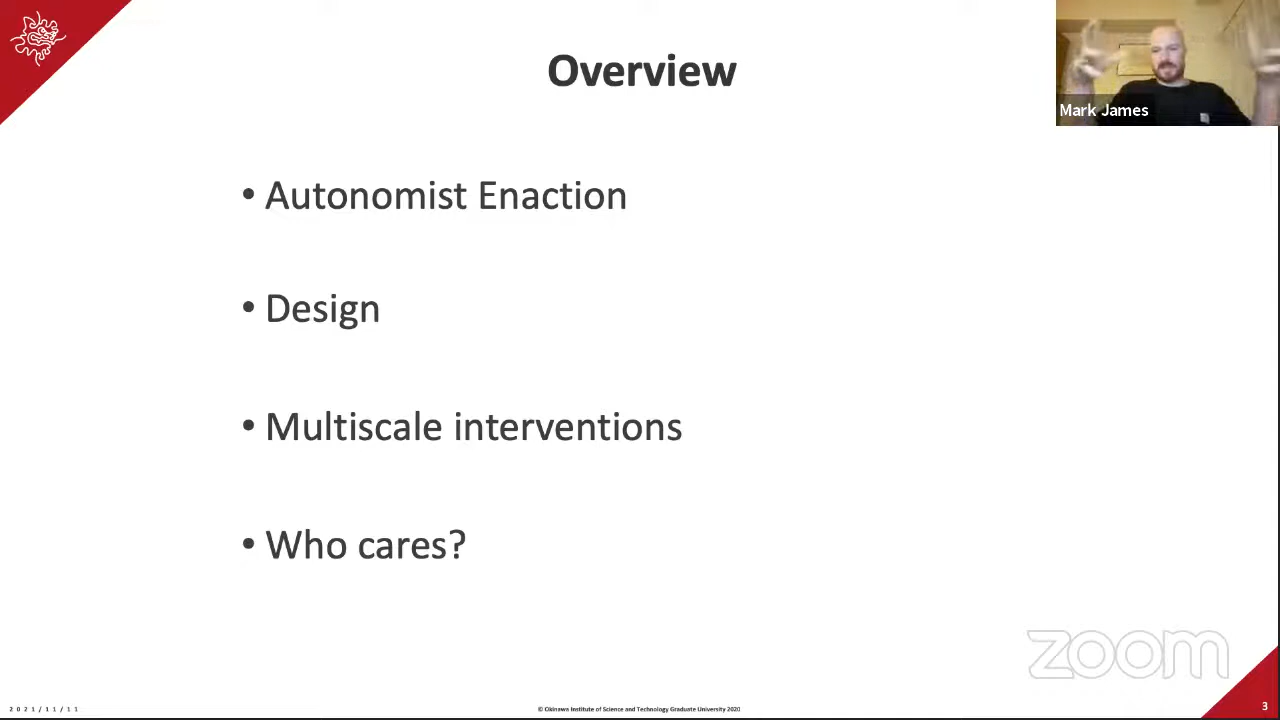 Overview
Mark James
• Autonomist Enaction
• Design
• Multiscale interventions
• Who cares?
zoom
2021/11/11
© Okinawa Institute of Science and Technology Graduate University 2020
3